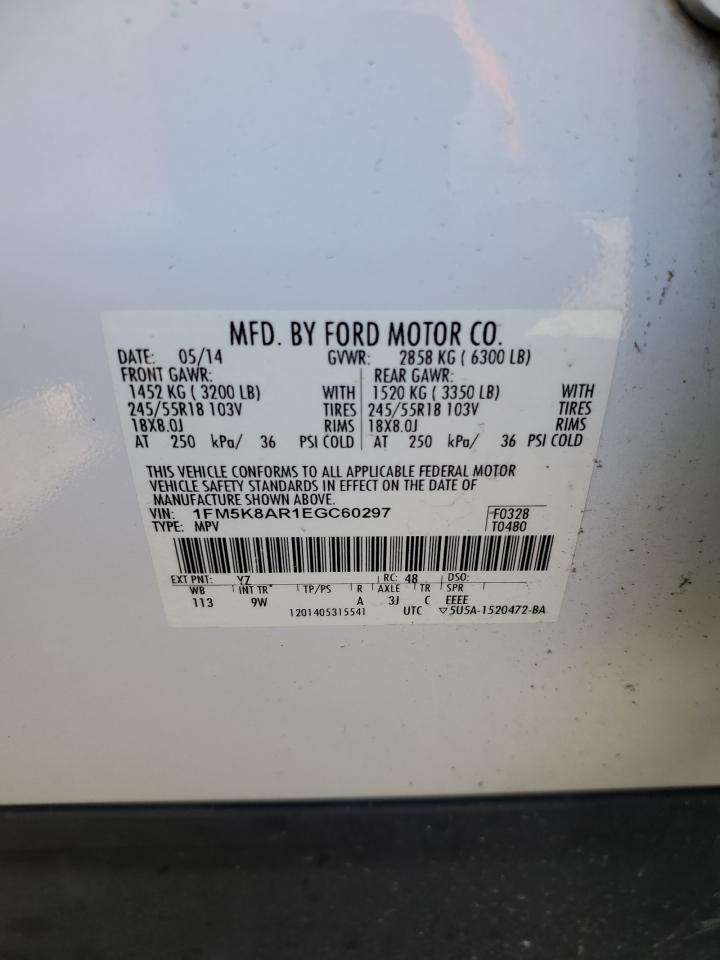 MFD. BY FORD MOTOR CO.
DATE: 05/14 GVWR: 2858 KG ( 6300 LB)
FRONT GAWR: REAR GAWR:
1452 KG ( 3200 LB) WITH 1520 KG ( 3350 LB) WITH
245/55R18 103V TIRES 245/55R18 103V TIRES
18X8.0J RIMS 18X8.0J RIMS
AT 250 kPa/ 36 PSI COLD AT 250 kPa/ 36 PSI COLD
THIS VEHICLE CONFORMS TO ALL APPLICABLE FEDERAL MOTOR
VEHICLE SAFETY STANDARDS IN EFFECT ON THE DATE OF
MANUFACTURE SHOWN ABOVE.
VIN: 1FM5K8AR1EGC60297 F0328
TYPE: MPV T0480
EXT PNT: YZ RC: 48 DSO:
WB INT TR TP/PS R AXLE TR SPR
113 9W A 3J C EEEE
1201405315541 UTC ▽5U5A-1520472-BA